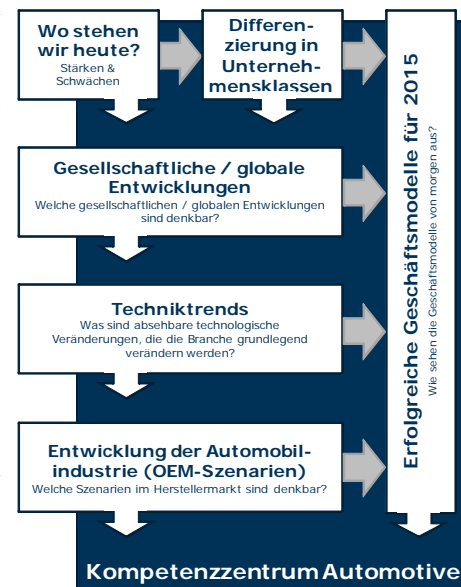 Wo stehen
wir heute?
Stärken &
Schwächen
Differen-
zierung in
Unterneh-
mensklassen
Gesellschaftliche / globale
Entwicklungen
Welche gesellschaftlichen / globalen Entwicklungen
sind denkbar?
Techniktrends
Was sind absehbare technologische
Veränderungen, die die Branche grundlegend
verändern werden?
Entwicklung der Automobil-
industrie (OEM-Szenarien)
Welche Szenarien im Herstellermarkt sind denkbar?
Erfolgreiche Geschäftsmodelle für 2015
Wie sehen die Geschäftsmodelle von morgen aus?
Kompetenzzentrum Automotive